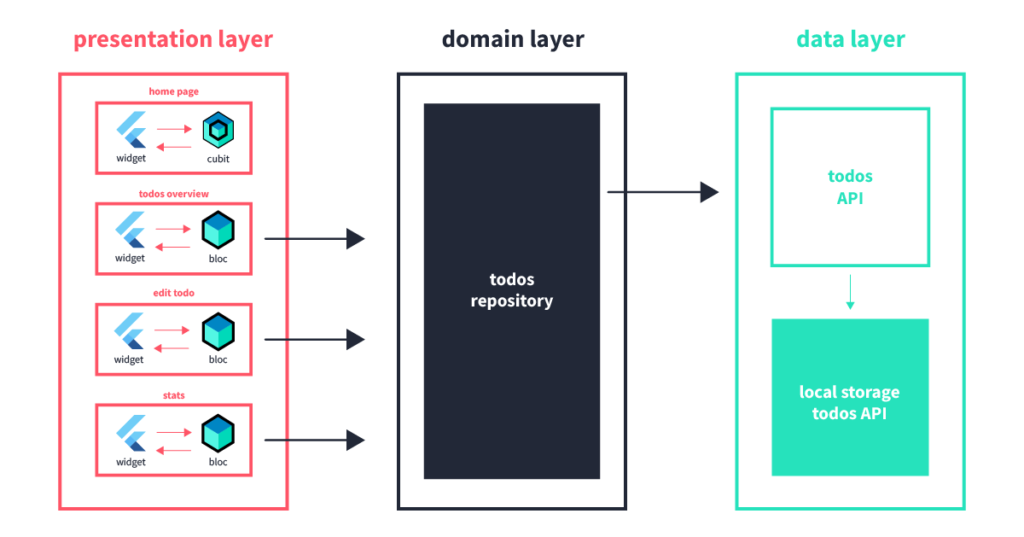 presentation layer
domain layer
data layer
home page
widget
cubit
todos overview
widget
bloc
edit todo
widget
bloc
stats
widget
bloc
todos
repository
todos
API
local storage
todos API